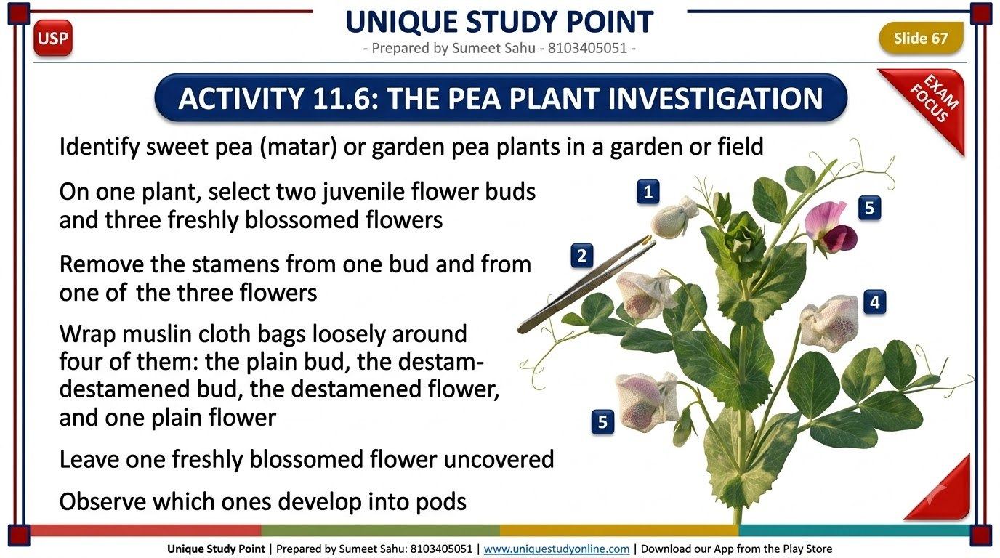 UNIQUE STUDY POINT
USP
- Prepared by Sumeet Sahu - 8103405051 -
Slide 67
ACTIVITY 11.6: THE PEA PLANT INVESTIGATION
EXAM
FOCUS
Identify sweet pea (matar) or garden pea plants in a garden or field
On one plant, select two juvenile flower buds
and three freshly blossomed flowers
Remove the stamens from one bud and from
one of the three flowers
Wrap muslin cloth bags loosely around
four of them: the plain bud, the destam-
destamened bud, the destamened flower,
and one plain flower
Leave one freshly blossomed flower uncovered
Observe which ones develop into pods
1
5
2
4
5
Unique Study Point | Prepared by Sumeet Sahu: 8103405051 | www.uniquestudyonline.com | Download our App from the Play Store